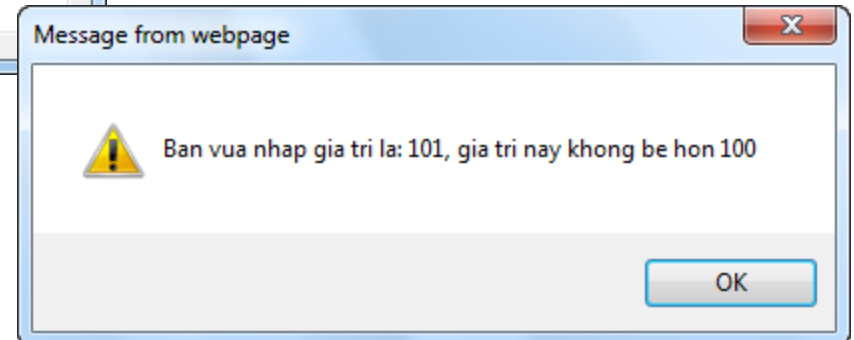 Message from webpage
Ban vua nhap gia tri la: 101, gia tri nay khong be hon 100
OK